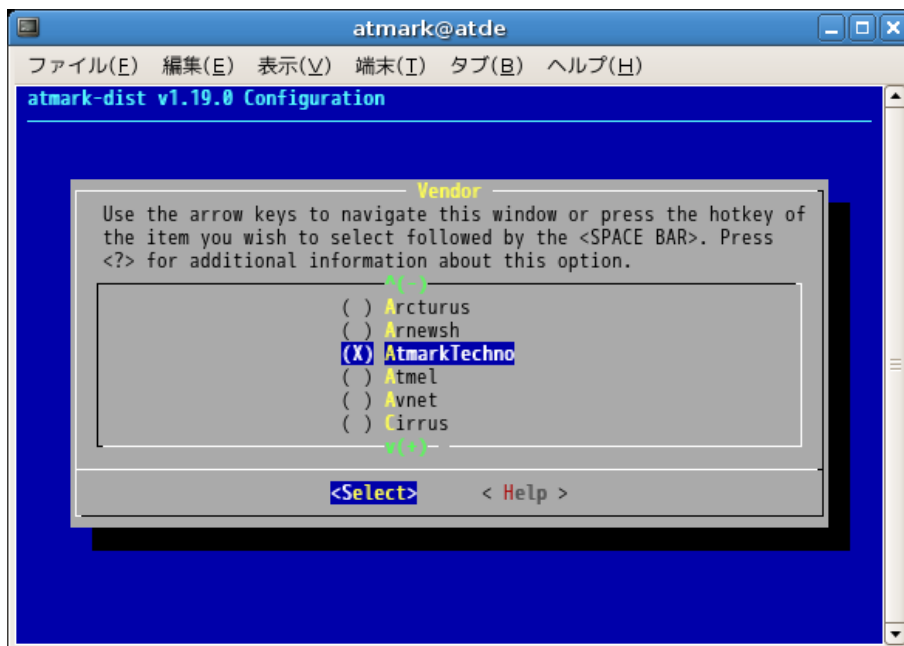 atmark@atde
ファイル(F) 編集(E) 表示(V) 端末(T) タブ(B) ヘルプ(H)
atmark-dist v1.19.0 Configuration
Vendor
Use the arrow keys to navigate this window or press the hotkey of
the item you wish to select followed by the <SPACE BAR>. Press
<?> for additional information about this option.
^(-)
( ) Arcturus
( ) Arnewsh
(X) AtmarkTechno
( ) Atmel
( ) Avnet
( ) Cirrus
v(+)
<Select> < Help >